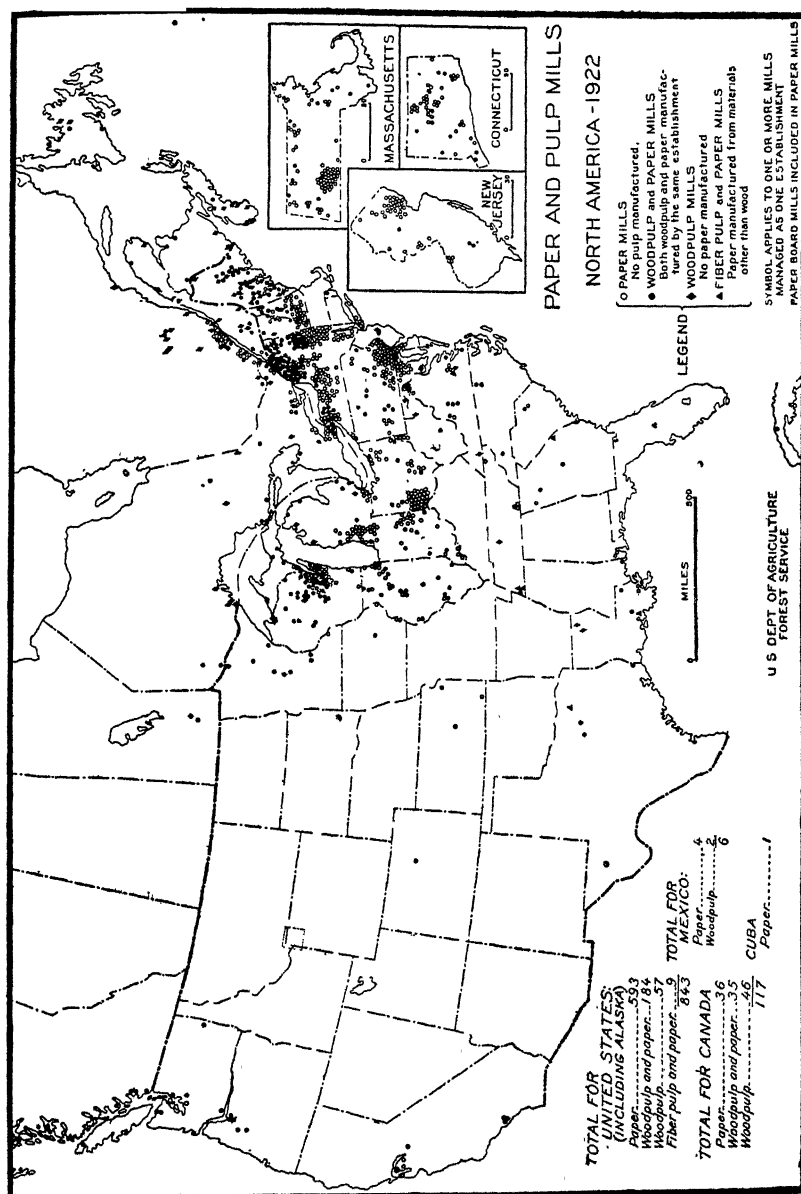 PAPER AND PULP MILLS
NORTH AMERICA - 1922
MASSACHUSETTS
CONNECTICUT
NEW
JERSEY
0 30
LEGEND
PAPER MILLS
No pulp manufactured.
WOODPULP and PAPER MILLS
Both woodpulp and paper manufac-
tured by the same establishment
WOODPULP MILLS
No paper manufactured
FIBER PULP and PAPER MILLS
Paper manufactured from materials
other than wood
SYMBOL APPLIES TO ONE OR MORE MILLS
MANAGED AS ONE ESTABLISHMENT
PAPER BOARD MILLS INCLUDED IN PAPER MILLS
MILES
0 500
U S DEPT OF AGRICULTURE
FOREST SERVICE
TOTAL FOR
UNITED STATES:
(INCLUDING ALASKA)
Paper..............593
Woodpulp and paper...184
Woodpulp............57
Fiber pulp and paper....9
843
TOTAL FOR CANADA
Paper..............36
Woodpulp and paper...35
Woodpulp..........46
117
TOTAL FOR
MEXICO:
Paper.........4
Woodpulp......2
6
CUBA
Paper.........1